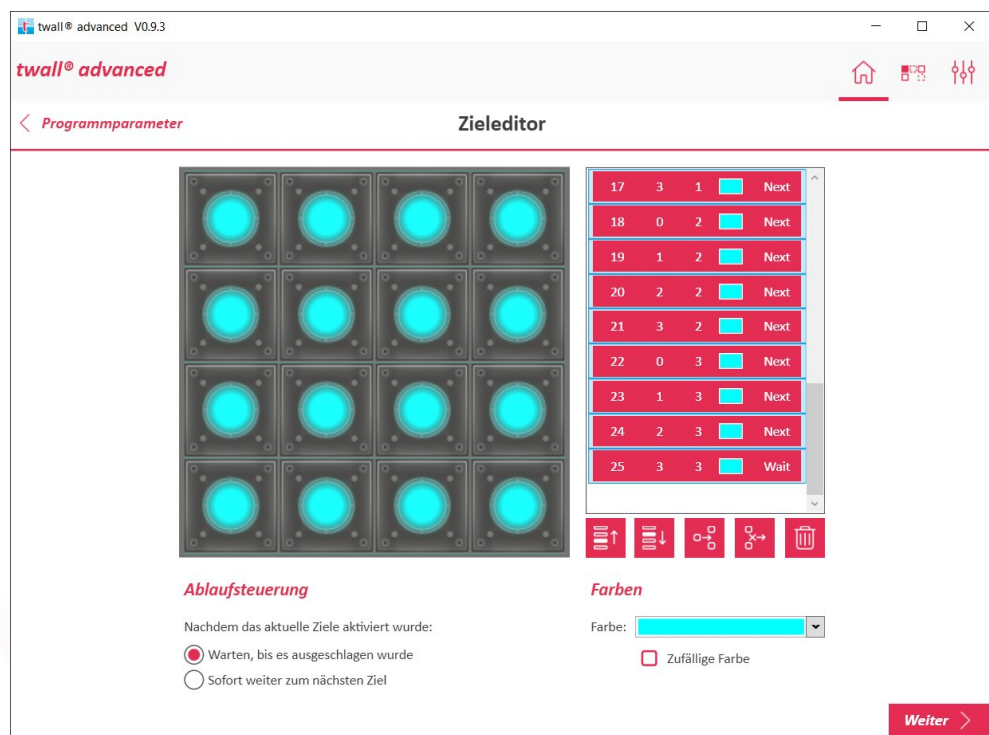 twall® advanced V0.9.3
twall® advanced
Programmparameter
Zieleditor
17 3 1 Next
18 0 2 Next
19 1 2 Next
20 2 2 Next
21 3 2 Next
22 0 3 Next
23 1 3 Next
24 2 3 Next
25 3 3 Wait
Ablaufsteuerung
Nachdem das aktuelle Ziele aktiviert wurde:
Warten, bis es ausgeschlagen wurde
Sofort weiter zum nächsten Ziel
Farben
Farbe:
Zufällige Farbe
Weiter